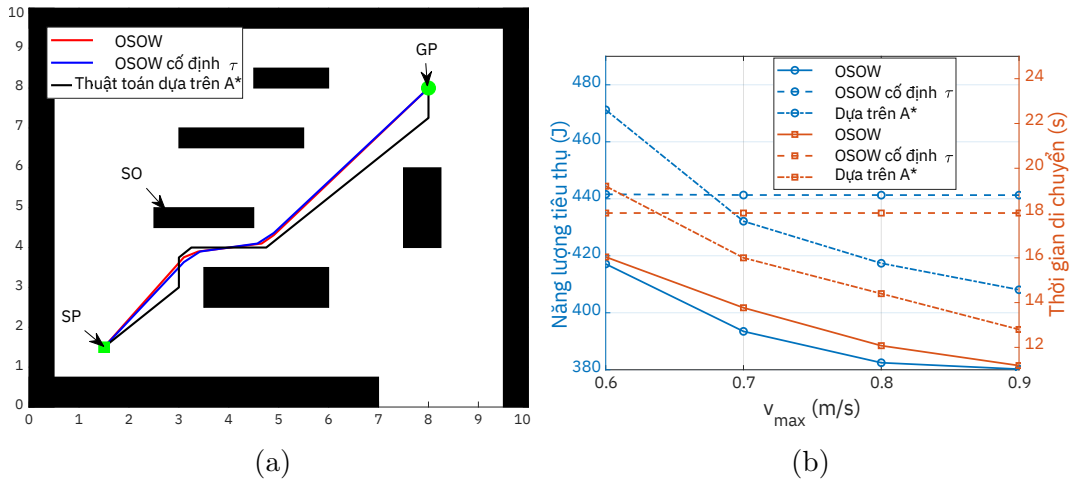 10
9
8
7
6
5
4
3
2
1
0
0 1 2 3 4 5 6 7 8 9 10
OSOW
OSOW cố định τ
Thuật toán dựa trên A*
GP
SO
SP
(a)
Năng lượng tiêu thụ (J)
480
460
440
420
400
380
OSOW
OSOW cố định τ
Dựa trên A*
OSOW
OSOW cố định τ
Dựa trên A*
24
22
20
18
16
14
12
Thời gian di chuyển (s)
0.6 0.7 0.8 0.9
v_max (m/s)
(b)